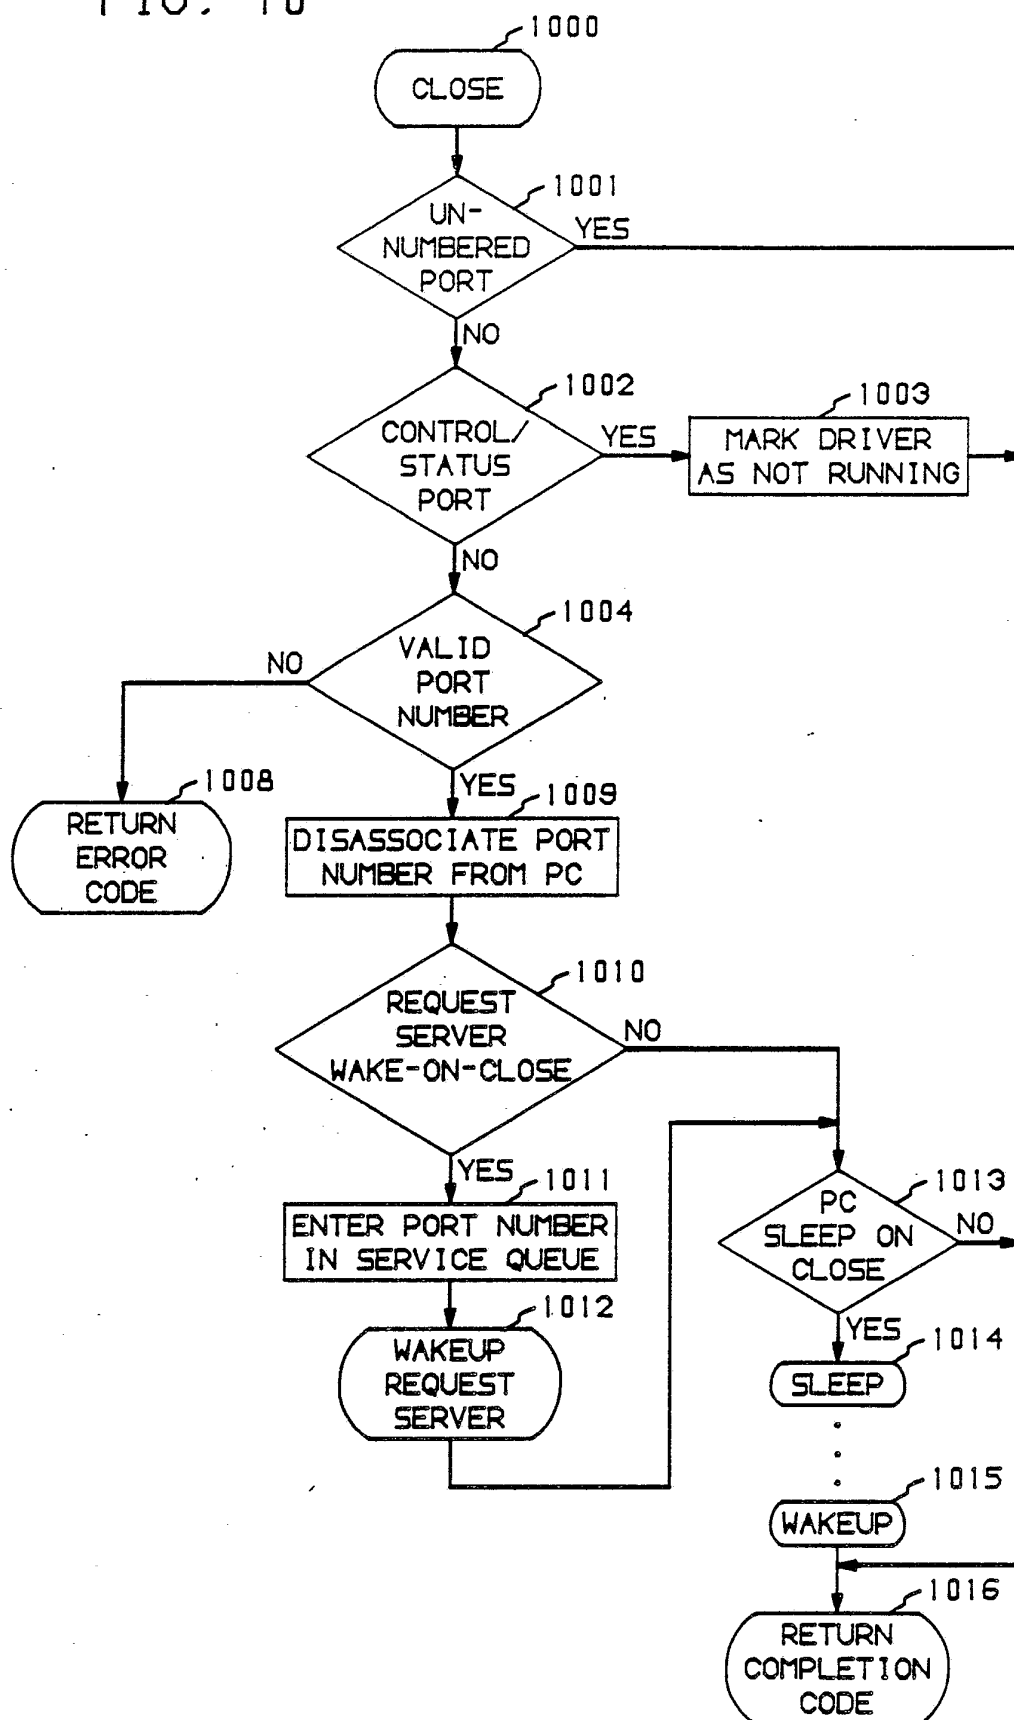 FIG. 10
1000
CLOSE
1001
UN-
NUMBERED
PORT
YES
NO
1002
CONTROL/
STATUS
PORT
YES
1003
MARK DRIVER
AS NOT RUNNING
NO
1004
VALID
PORT
NUMBER
NO
YES
1008
RETURN
ERROR
CODE
1009
DISASSOCIATE PORT
NUMBER FROM PC
1010
REQUEST
SERVER
WAKE-ON-CLOSE
NO
YES
1011
ENTER PORT NUMBER
IN SERVICE QUEUE
1012
WAKEUP
REQUEST
SERVER
1013
PC
SLEEP ON
CLOSE
NO
YES
1014
SLEEP
1015
WAKEUP
1016
RETURN
COMPLETION
CODE